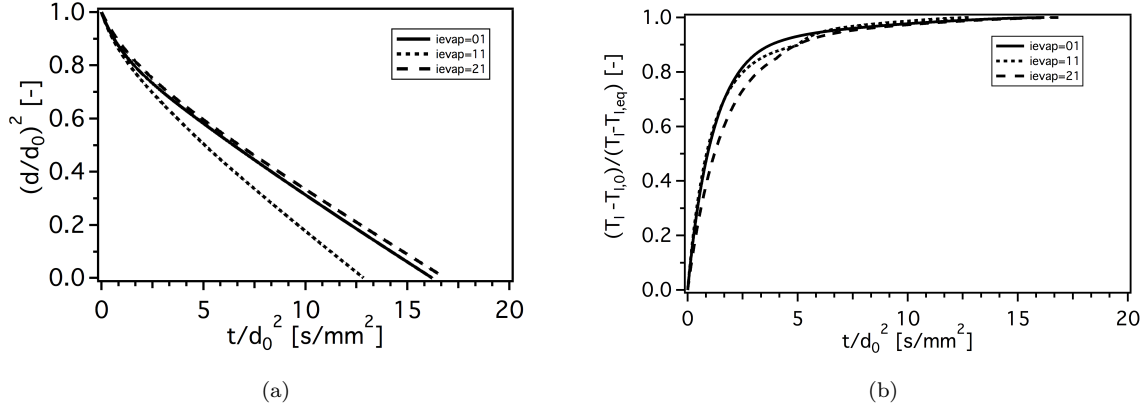 1.0
0.8
0.6
0.4
0.2
0.0
(d/d0)2 [-]
0 5 10 15 20
t/d02 [s/mm2]
ievap=01
ievap=11
ievap=21
(a)
1.0
0.8
0.6
0.4
0.2
0.0
(Tl -Tl,0)/(Tl-Tl,eq) [-]
0 5 10 15 20
t/d02 [s/mm2]
ievap=01
ievap=11
ievap=21
(b)